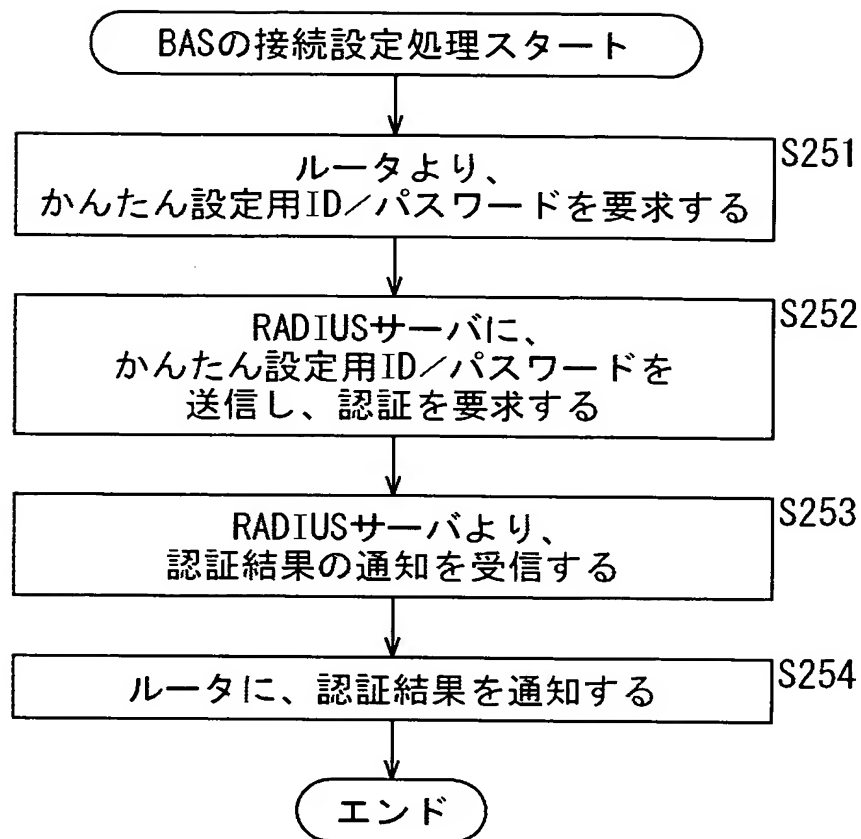 BASの接続設定処理スタート
S251
ルータより、
かんたん設定用ID／パスワードを要求する
S252
RADIUSサーバに、
かんたん設定用ID／パスワードを
送信し、認証を要求する
S253
RADIUSサーバより、
認証結果の通知を受信する
S254
ルータに、認証結果を通知する
エンド